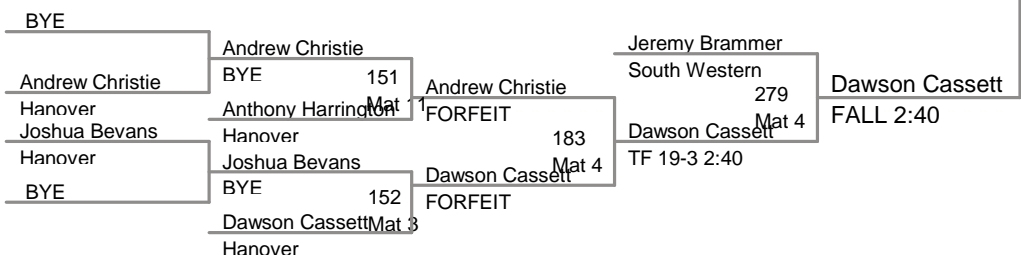 BYE
Andrew Christie
Hanover
Joshua Bevans
Hanover
BYE
Andrew Christie
BYE
151
Mat 11
Anthony Harrington
Hanover
Joshua Bevans
BYE
152
Mat 3
Dawson Cassett
Hanover
Andrew Christie
FORFEIT
183
Mat 4
Dawson Cassett
FORFEIT
Jeremy Brammer
South Western
279
Mat 4
Dawson Cassett
TF 19-3 2:40
Dawson Cassett
FALL 2:40